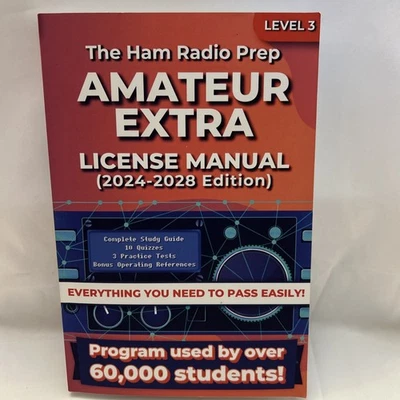 LEVEL 3
The Ham Radio Prep
AMATEUR
EXTRA
LICENSE MANUAL
(2024-2028 Edition)
Complete Study Guide
10 Quizzes
3 Practice Tests
Bonus Operating References
EVERYTHING YOU NEED TO PASS EASILY!
Program used by over
60,000 students!